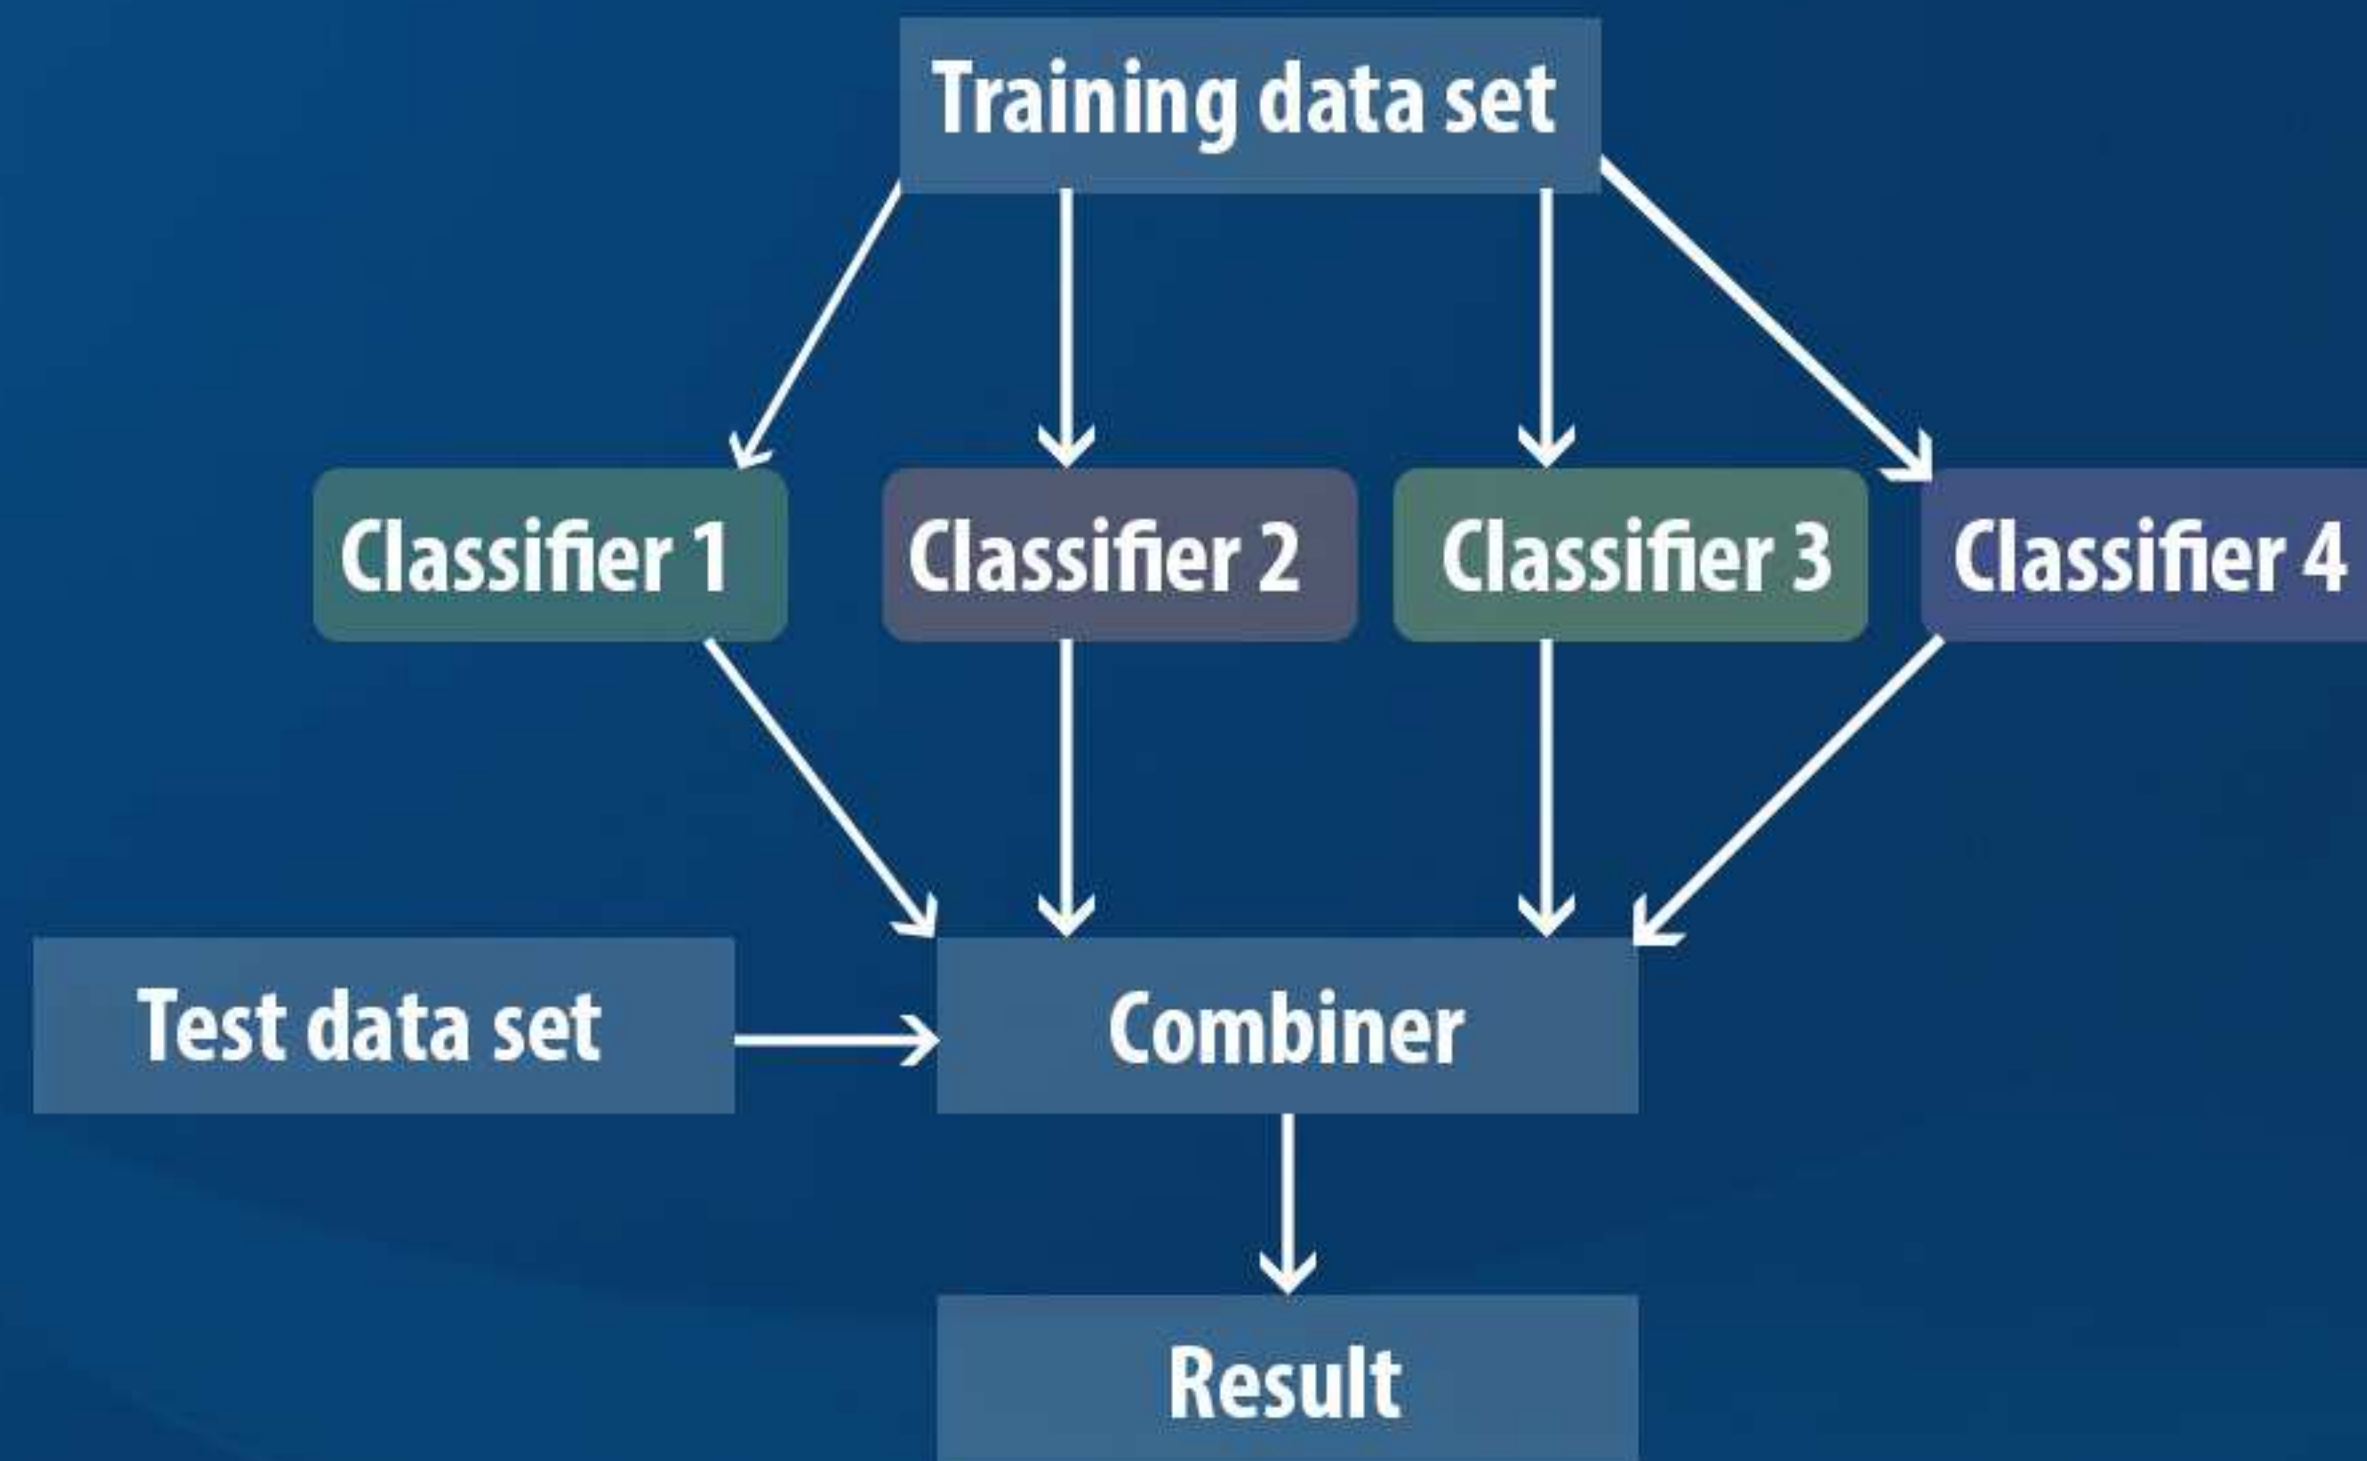 Training data set
Classifier 1
Classifier 2
Classifier 3
Classifier 4
Test data set
Combiner
Result